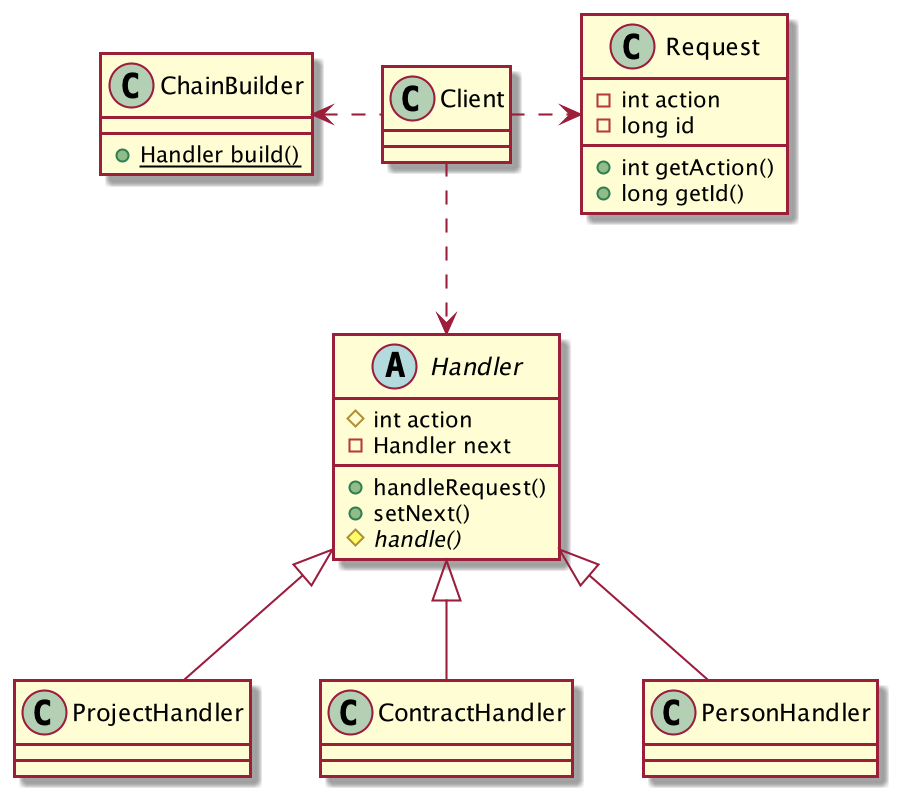 C ChainBuilder
Handler build()
C Client
C Request
int action
long id
int getAction()
long getId()
A Handler
int action
Handler next
handleRequest()
setNext()
handle()
C ProjectHandler
C ContractHandler
C PersonHandler